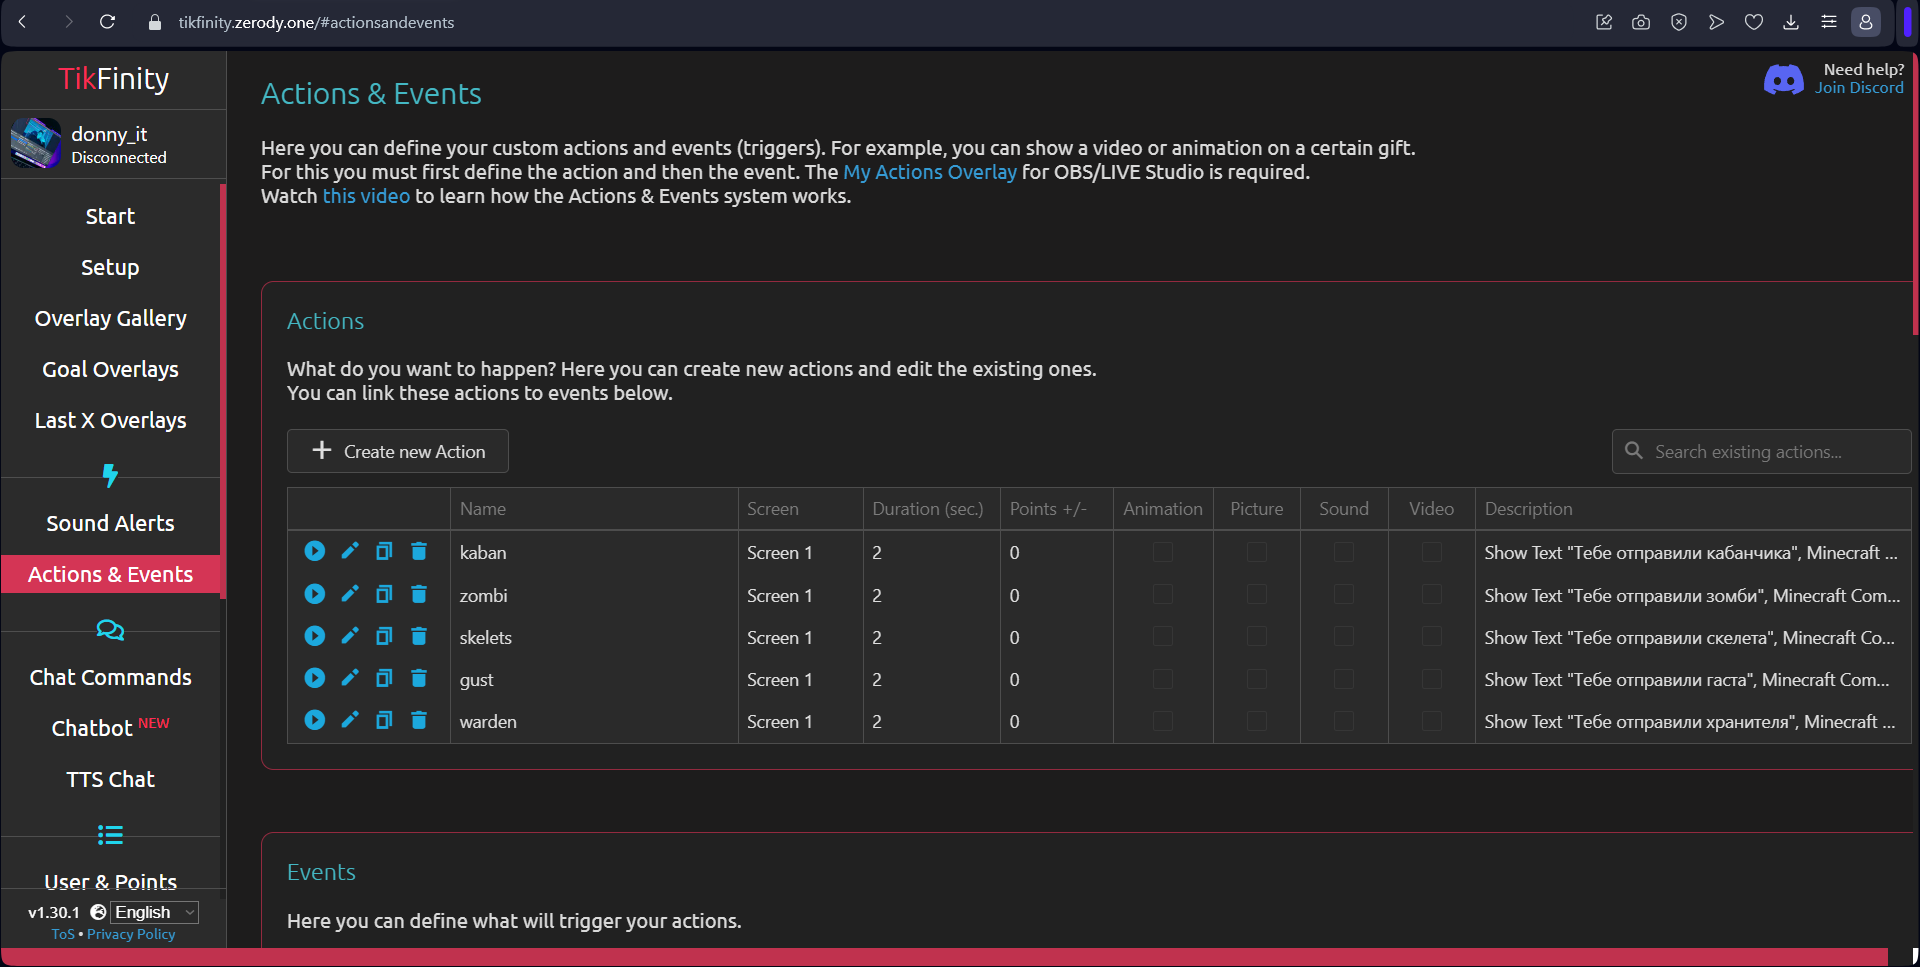 tikfinity.zerody.one/#actionsandevents
TikFinity
donny_it
Disconnected
Start
Setup
Overlay Gallery
Goal Overlays
Last X Overlays
Sound Alerts
Actions & Events
Chat Commands
Chatbot NEW
TTS Chat
User & Points
v1.30.1 English
ToS • Privacy Policy
Actions & Events
Need help?
Join Discord
Here you can define your custom actions and events (triggers). For example, you can show a video or animation on a certain gift.
For this you must first define the action and then the event. The My Actions Overlay for OBS/LIVE Studio is required.
Watch this video to learn how the Actions & Events system works.
Actions
What do you want to happen? Here you can create new actions and edit the existing ones.
You can link these actions to events below.
Create new Action
Search existing actions...
Name Screen Duration (sec.) Points +/- Animation Picture Sound Video Description
kaban Screen 1 2 0 Show Text "Тебе отправили кабанчика", Minecraft ...
zombi Screen 1 2 0 Show Text "Тебе отправили зомби", Minecraft Com...
skelets Screen 1 2 0 Show Text "Тебе отправили скелета", Minecraft Co...
gust Screen 1 2 0 Show Text "Тебе отправили гаста", Minecraft Com...
warden Screen 1 2 0 Show Text "Тебе отправили хранителя", Minecraft ...
Events
Here you can define what will trigger your actions.